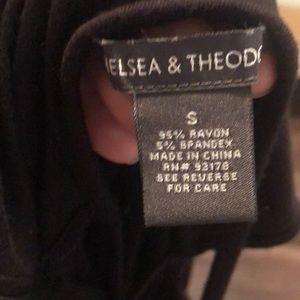 ELSEA & THEODO
S
95% RAYON
5% SPANDEX
MADE IN CHINA
RN# 93178
SEE REVERSE
FOR CARE